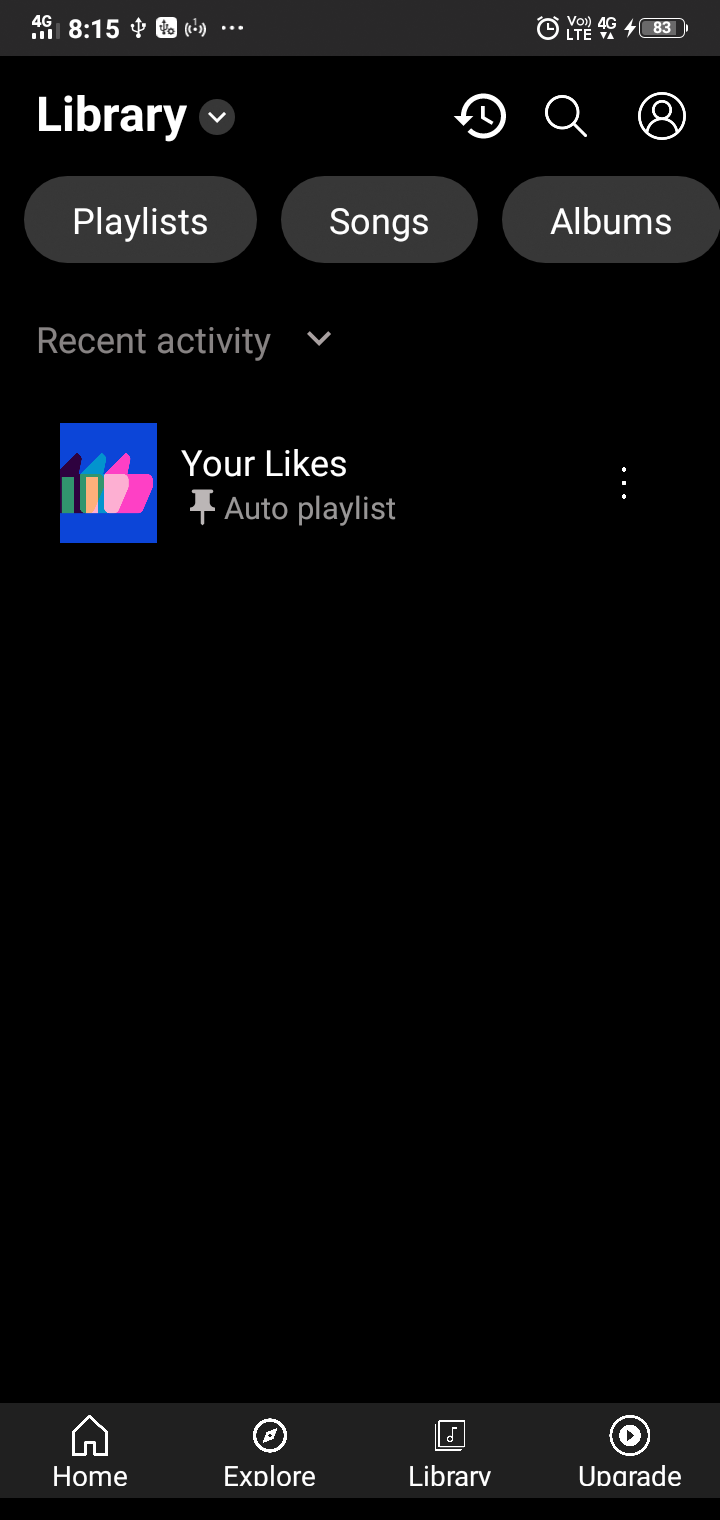 4G 8:15 Vo)) LTE 4G 83
Library
Playlists Songs Albums
Recent activity
Your Likes
Auto playlist
Home Explore Library Upgrade